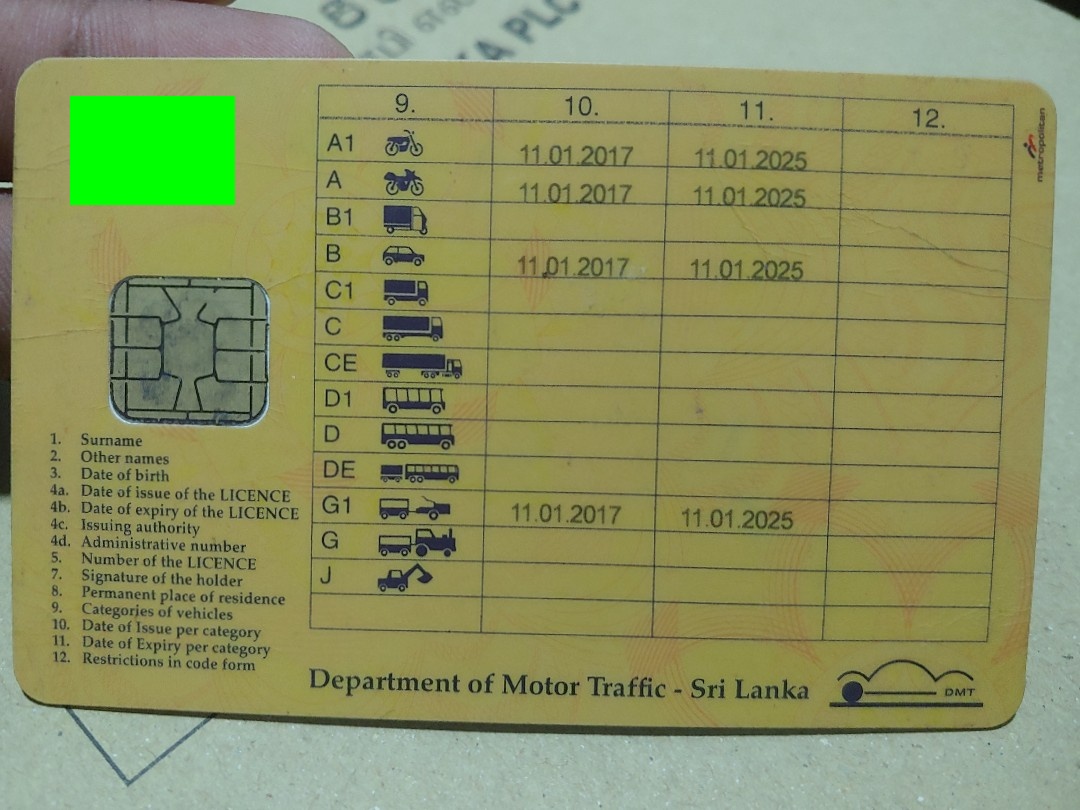 PLC
9. 10. 11. 12.
metropolitan
A1 11.01.2017 11.01.2025
A 11.01.2017 11.01.2025
B1
B 11.01.2017 11.01.2025
C1
C
CE
D1
D
DE
G1 11.01.2017 11.01.2025
G
J
1. Surname
2. Other names
3. Date of birth
4a. Date of issue of the LICENCE
4b. Date of expiry of the LICENCE
4c. Issuing authority
4d. Administrative number
5. Number of the LICENCE
7. Signature of the holder
8. Permanent place of residence
9. Categories of vehicles
10. Date of Issue per category
11. Date of Expiry per category
12. Restrictions in code form
Department of Motor Traffic - Sri Lanka
DMT